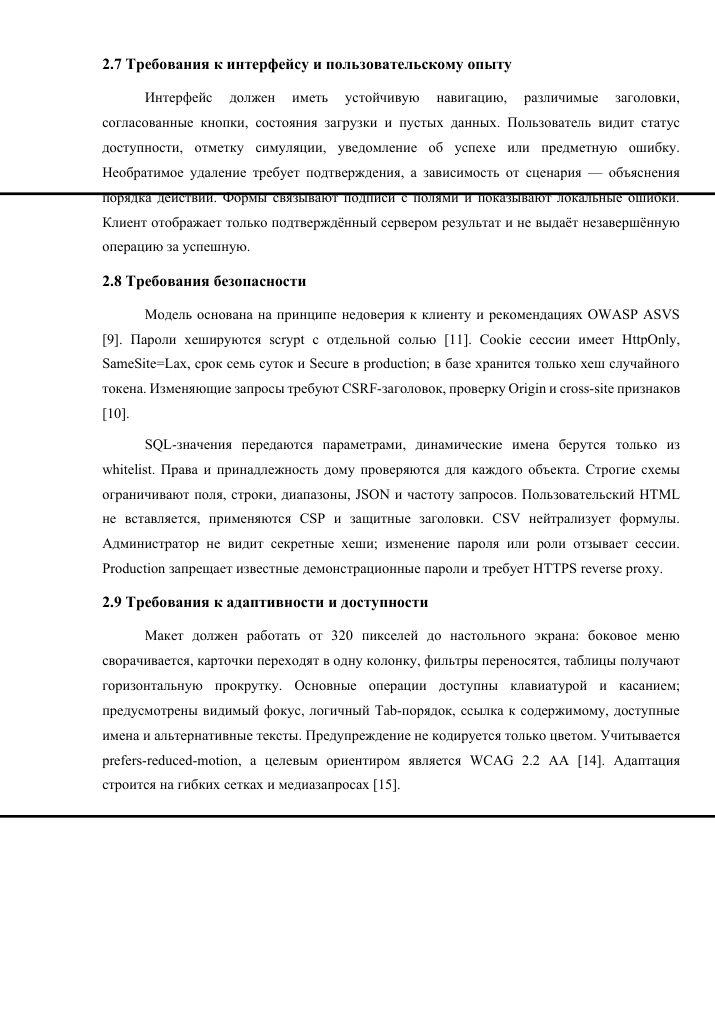 2.7 Требования к интерфейсу и пользовательскому опыту
Интерфейс должен иметь устойчивую навигацию, различимые заголовки,
согласованные кнопки, состояния загрузки и пустых данных. Пользователь видит статус
доступности, отметку симуляции, уведомление об успехе или предметную ошибку.
Необратимое удаление требует подтверждения, а зависимость от сценария — объяснения
порядка действий. Формы связывают подписи с полями и показывают локальные ошибки.
Клиент отображает только подтверждённый сервером результат и не выдаёт незавершённую
операцию за успешную.
2.8 Требования безопасности
Модель основана на принципе недоверия к клиенту и рекомендациях OWASP ASVS
[9]. Пароли хешируются scrypt с отдельной солью [11]. Cookie сессии имеет HttpOnly,
SameSite=Lax, срок семь суток и Secure в production; в базе хранится только хеш случайного
токена. Изменяющие запросы требуют CSRF-заголовок, проверку Origin и cross-site признаков
[10].
SQL-значения передаются параметрами, динамические имена берутся только из
whitelist. Права и принадлежность дому проверяются для каждого объекта. Строгие схемы
ограничивают поля, строки, диапазоны, JSON и частоту запросов. Пользовательский HTML
не вставляется, применяются CSP и защитные заголовки. CSV нейтрализует формулы.
Администратор не видит секретные хеши; изменение пароля или роли отзывает сессии.
Production запрещает известные демонстрационные пароли и требует HTTPS reverse proxy.
2.9 Требования к адаптивности и доступности
Макет должен работать от 320 пикселей до настольного экрана: боковое меню
сворачивается, карточки переходят в одну колонку, фильтры переносятся, таблицы получают
горизонтальную прокрутку. Основные операции доступны клавиатурой и касанием;
предусмотрены видимый фокус, логичный Tab-порядок, ссылка к содержимому, доступные
имена и альтернативные тексты. Предупреждение не кодируется только цветом. Учитывается
prefers-reduced-motion, а целевым ориентиром является WCAG 2.2 AA [14]. Адаптация
строится на гибких сетках и медиазапросах [15].